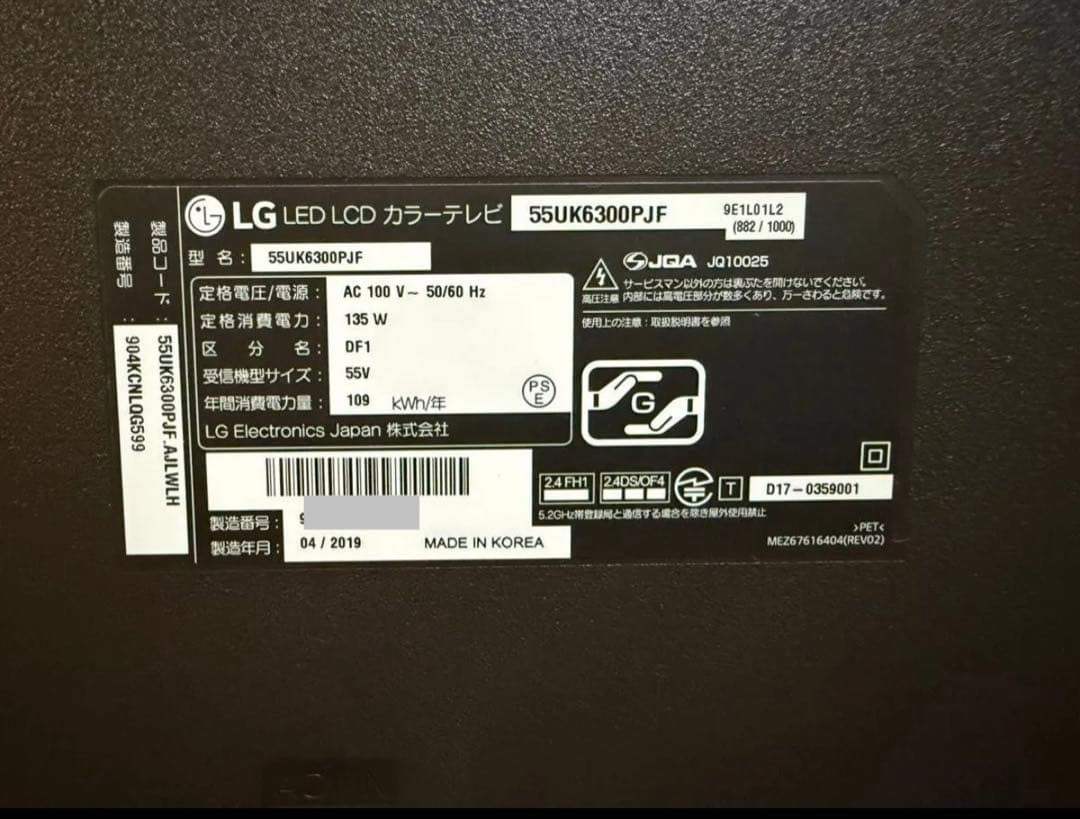 LG LED LCD カラーテレビ 55UK6300PJF 9E1L01L2
(882 / 1000)
型 名: 55UK6300PJF
定格電圧/電源: AC 100 V~ 50/60 Hz
定格消費電力: 135 W
区 分 名: DF1
受信機型サイズ: 55V
年間消費電力量: 109 kWh/年
PS
E
LG Electronics Japan 株式会社
製造番号: 9
製造年月: 04 / 2019 MADE IN KOREA
JQA JQ10025
高圧注意
サービスマン以外の方は裏ぶたを開けないでください。
内部には高電圧部分が数多くあり、万一さわると危険です。
使用上の注意:取扱説明書を参照
G
2.4 FH1 2.4DS/OF4 T D17-0359001
5.2GHz帯登録局と通信する場合を除き屋外使用禁止
>PET<
MEZ67616404(REV02)
製品コード: 55UK6300PJF.AJLWLH
製造番号: 904KCNLQG599